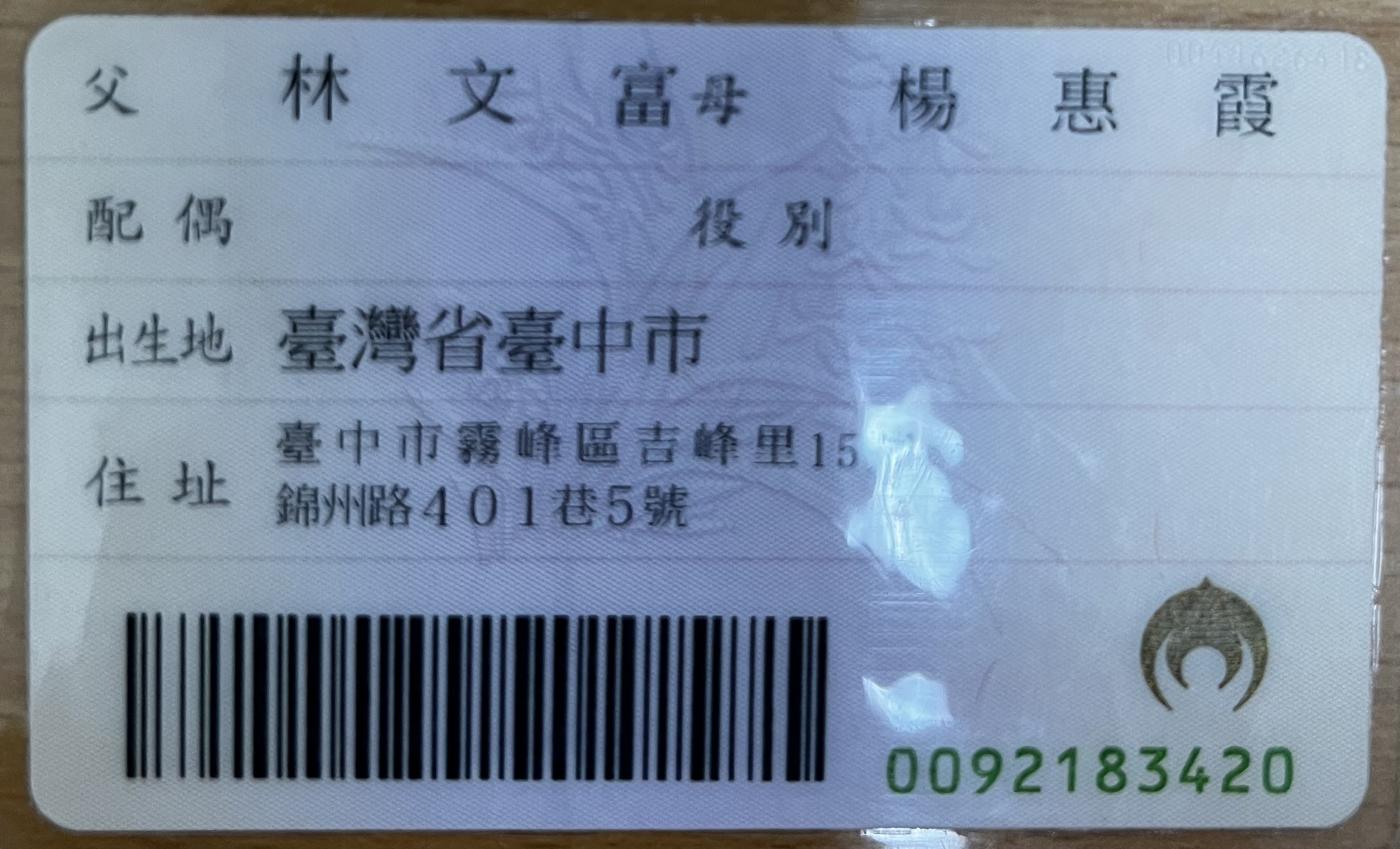 父 林文富 母 楊惠霞
配偶 役別
出生地 臺灣省臺中市
住址 臺中市霧峰區吉峰里15
錦州路401巷5號
0092183420